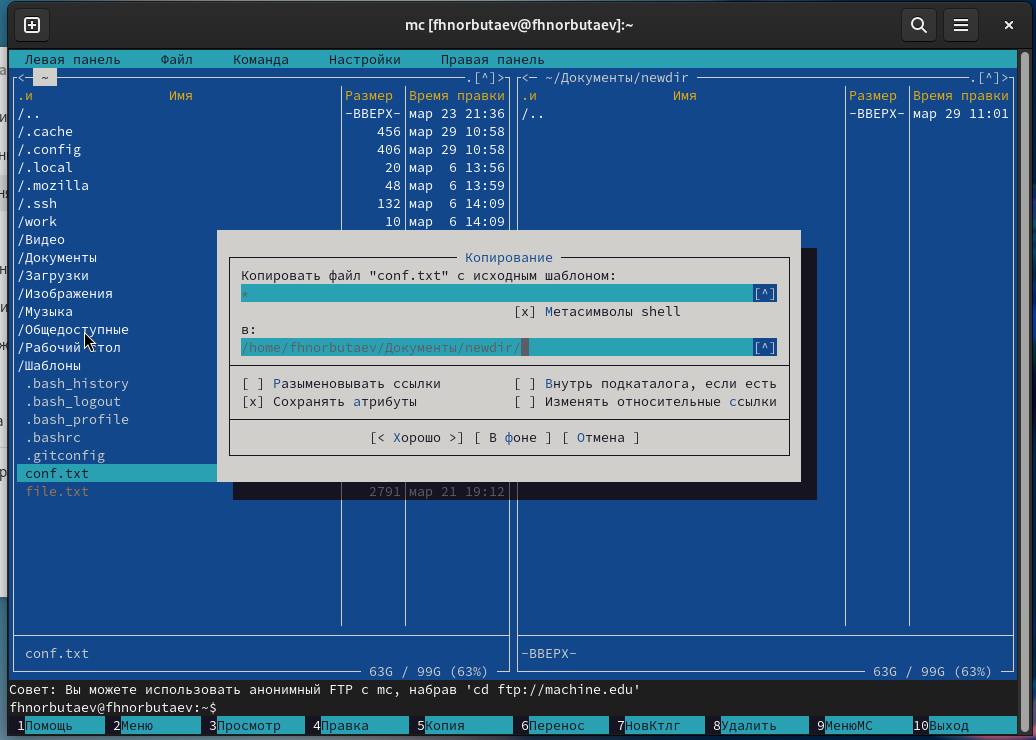 mc [fhnorbutaev@fhnorbutaev]:~
Левая панель Файл Команда Настройки Правая панель
<─ ~ .[^]> <─ ~/Документы/newdir .[^]>
.и Имя Размер Время правки .и Имя Размер Время правки
/.. -ВВЕРХ- мар 23 21:36 /.. -ВВЕРХ- мар 29 11:01
/.cache 456 мар 29 10:58
/.config 406 мар 29 10:58
/.local 20 мар 6 13:56
/.mozilla 48 мар 6 13:59
/.ssh 132 мар 6 14:09
/work 10 мар 6 14:09
/Видео
/Документы
/Загрузки
/Изображения
/Музыка
/Общедоступные
/Рабочий стол
/Шаблоны
.bash_history
.bash_logout
.bash_profile
.bashrc
.gitconfig
conf.txt
file.txt 2791 мар 21 19:12
Копирование
Копировать файл "conf.txt" с исходным шаблоном:
* [^]
[x] Метасимволы shell
в:
/home/fhnorbutaev/Документы/newdir/ [^]
[ ] Разыменовывать ссылки [ ] Внутрь подкаталога, если есть
[x] Сохранять атрибуты [ ] Изменять относительные ссылки
[< Хорошо >] [ В фоне ] [ Отмена ]
conf.txt -ВВЕРХ-
63G / 99G (63%) 63G / 99G (63%)
Совет: Вы можете использовать анонимный FTP с mc, набрав 'cd ftp://machine.edu'
fhnorbutaev@fhnorbutaev:~$
1Помощь 2Меню 3Просмотр 4Правка 5Копия 6Перенос 7НовКтлг 8Удалить 9МенюMC 10Выход